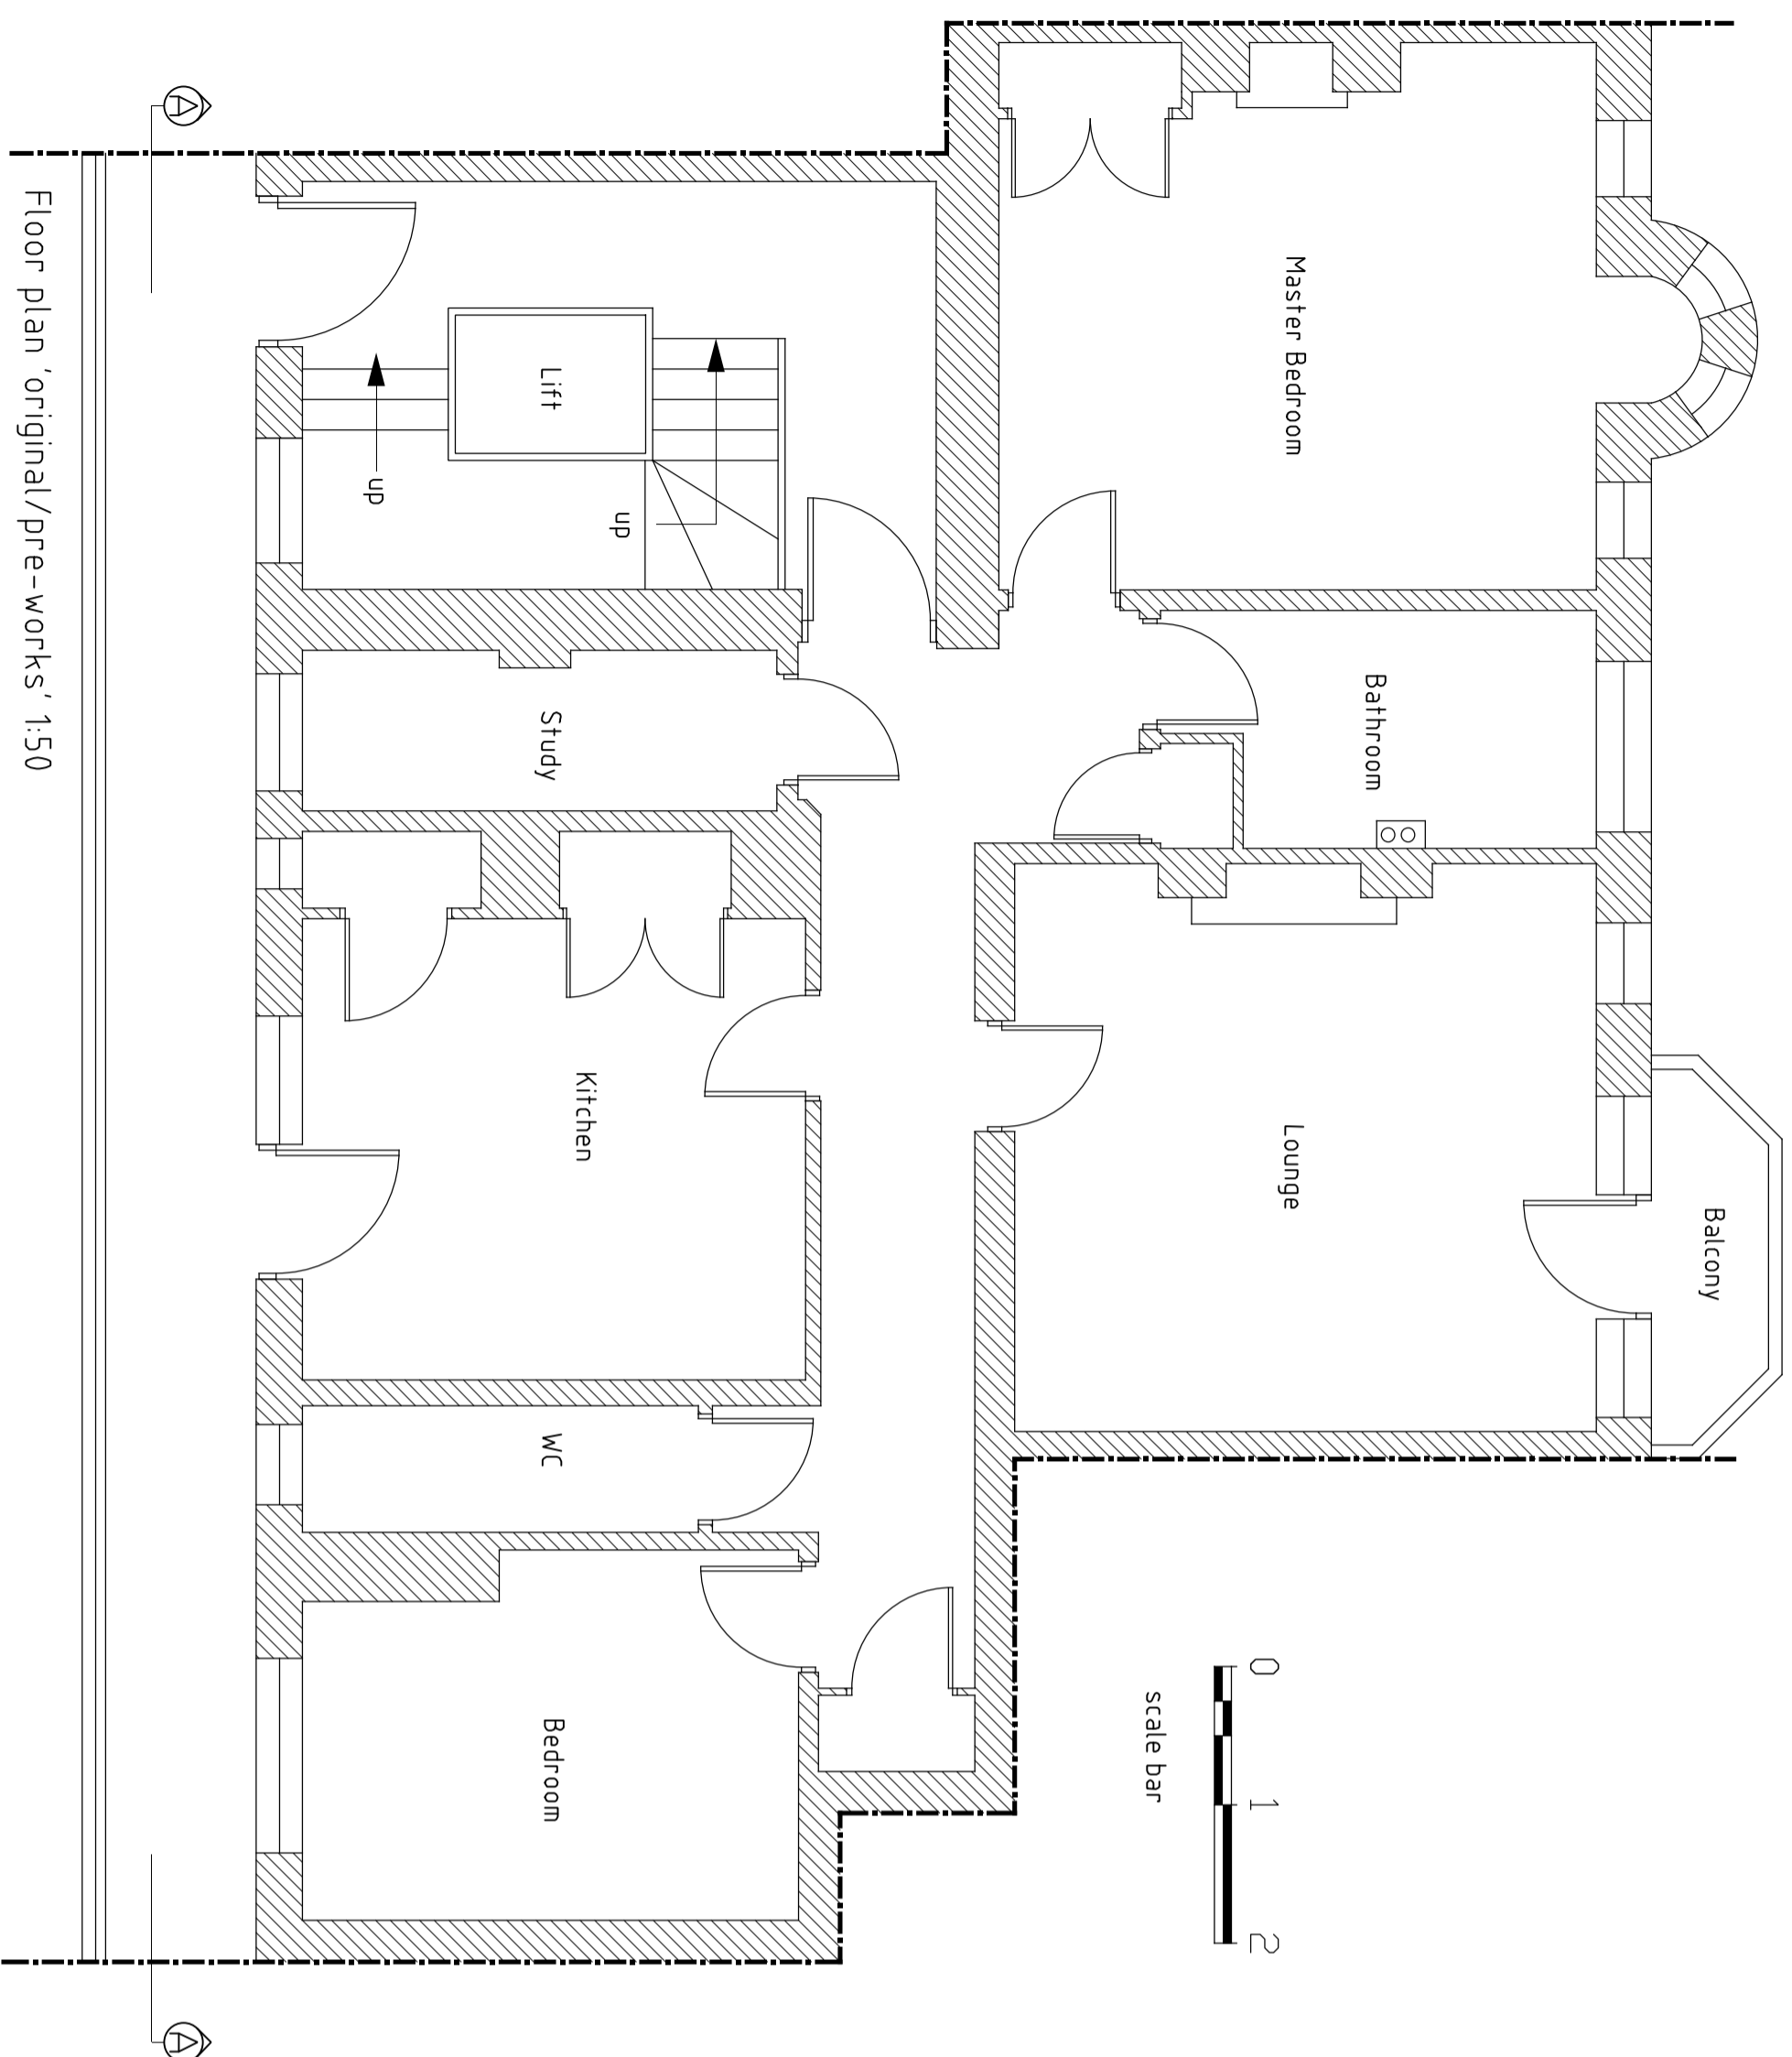 Balcony
Master Bedroom
Bathroom
Lounge
0 1 2
scale bar
Lift
up
up
Study
Kitchen
WC
Bedroom
A
A
Floor plan 'original/pre-works' 1:50